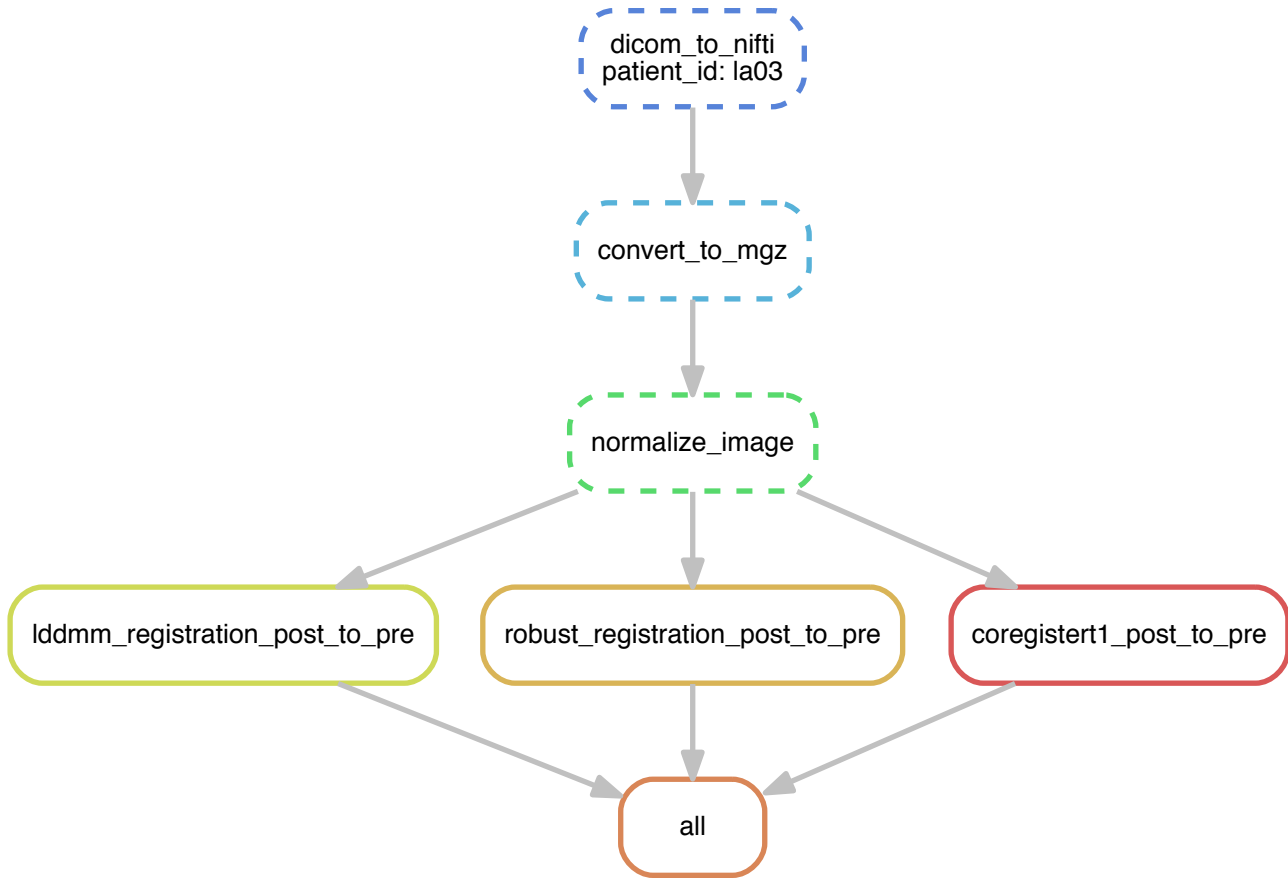 dicom_to_nifti
patient_id: la03
convert_to_mgz
normalize_image
lddmm_registration_post_to_pre
robust_registration_post_to_pre
coregistert1_post_to_pre
all